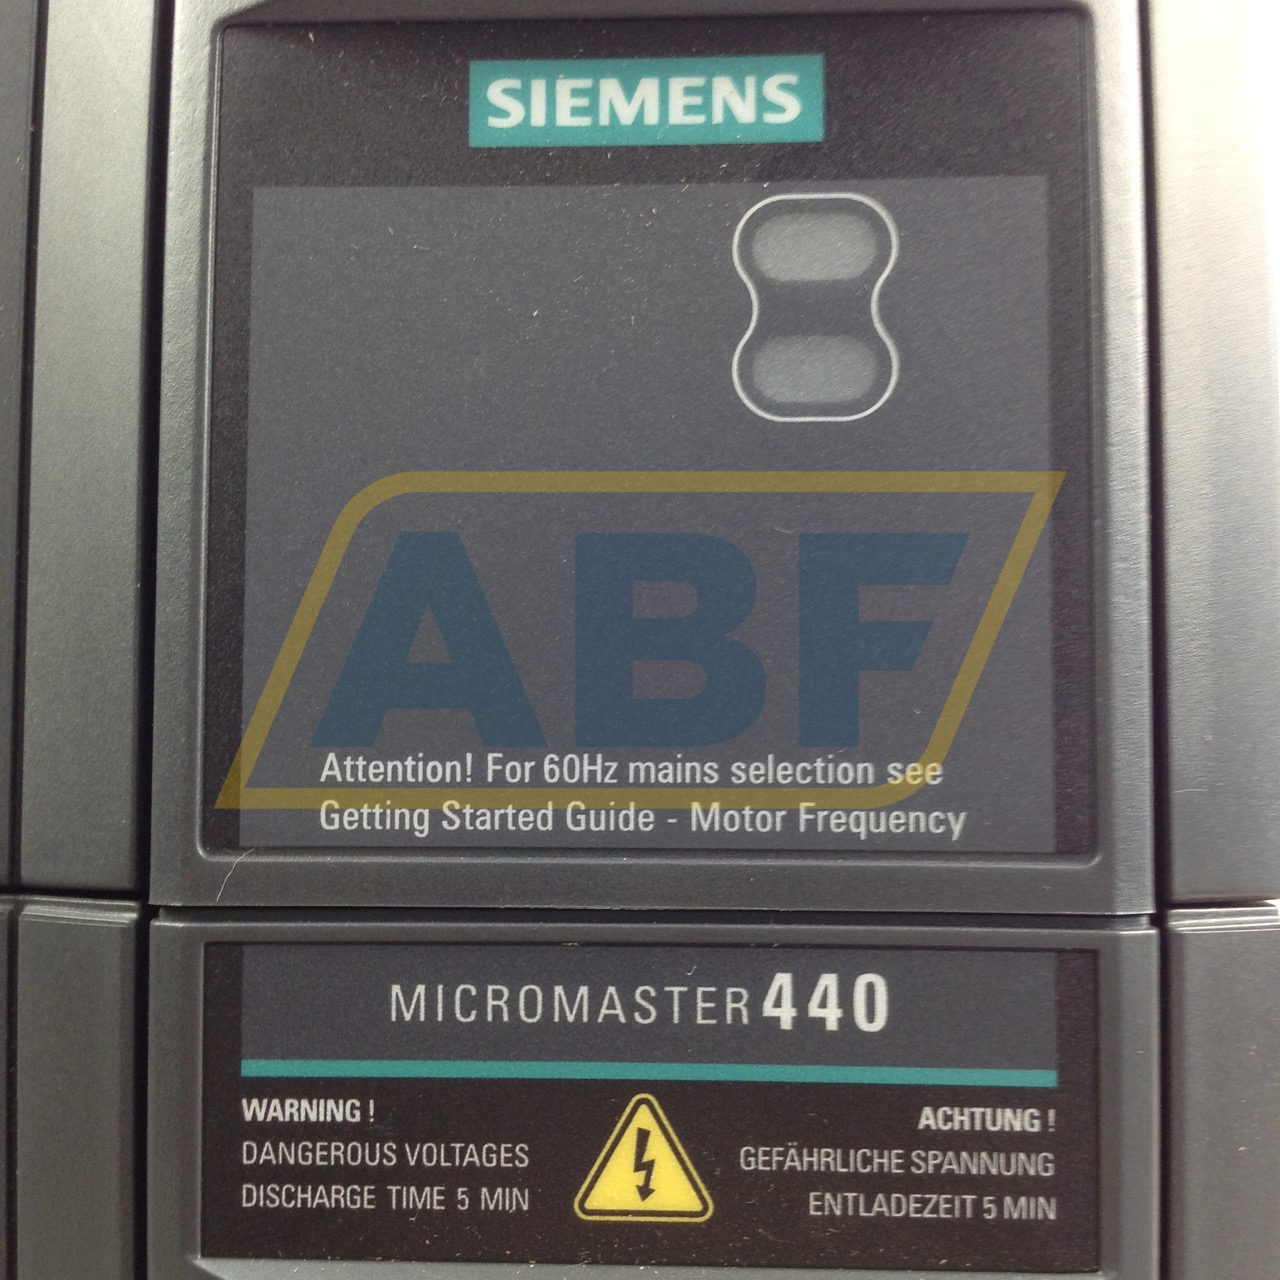 SIEMENS
ABF
Attention! For 60Hz mains selection see
Getting Started Guide - Motor Frequency
MICROMASTER 440
WARNING !
DANGEROUS VOLTAGES
DISCHARGE TIME 5 MIN
ACHTUNG !
GEFÄHRLICHE SPANNUNG
ENTLADEZEIT 5 MIN